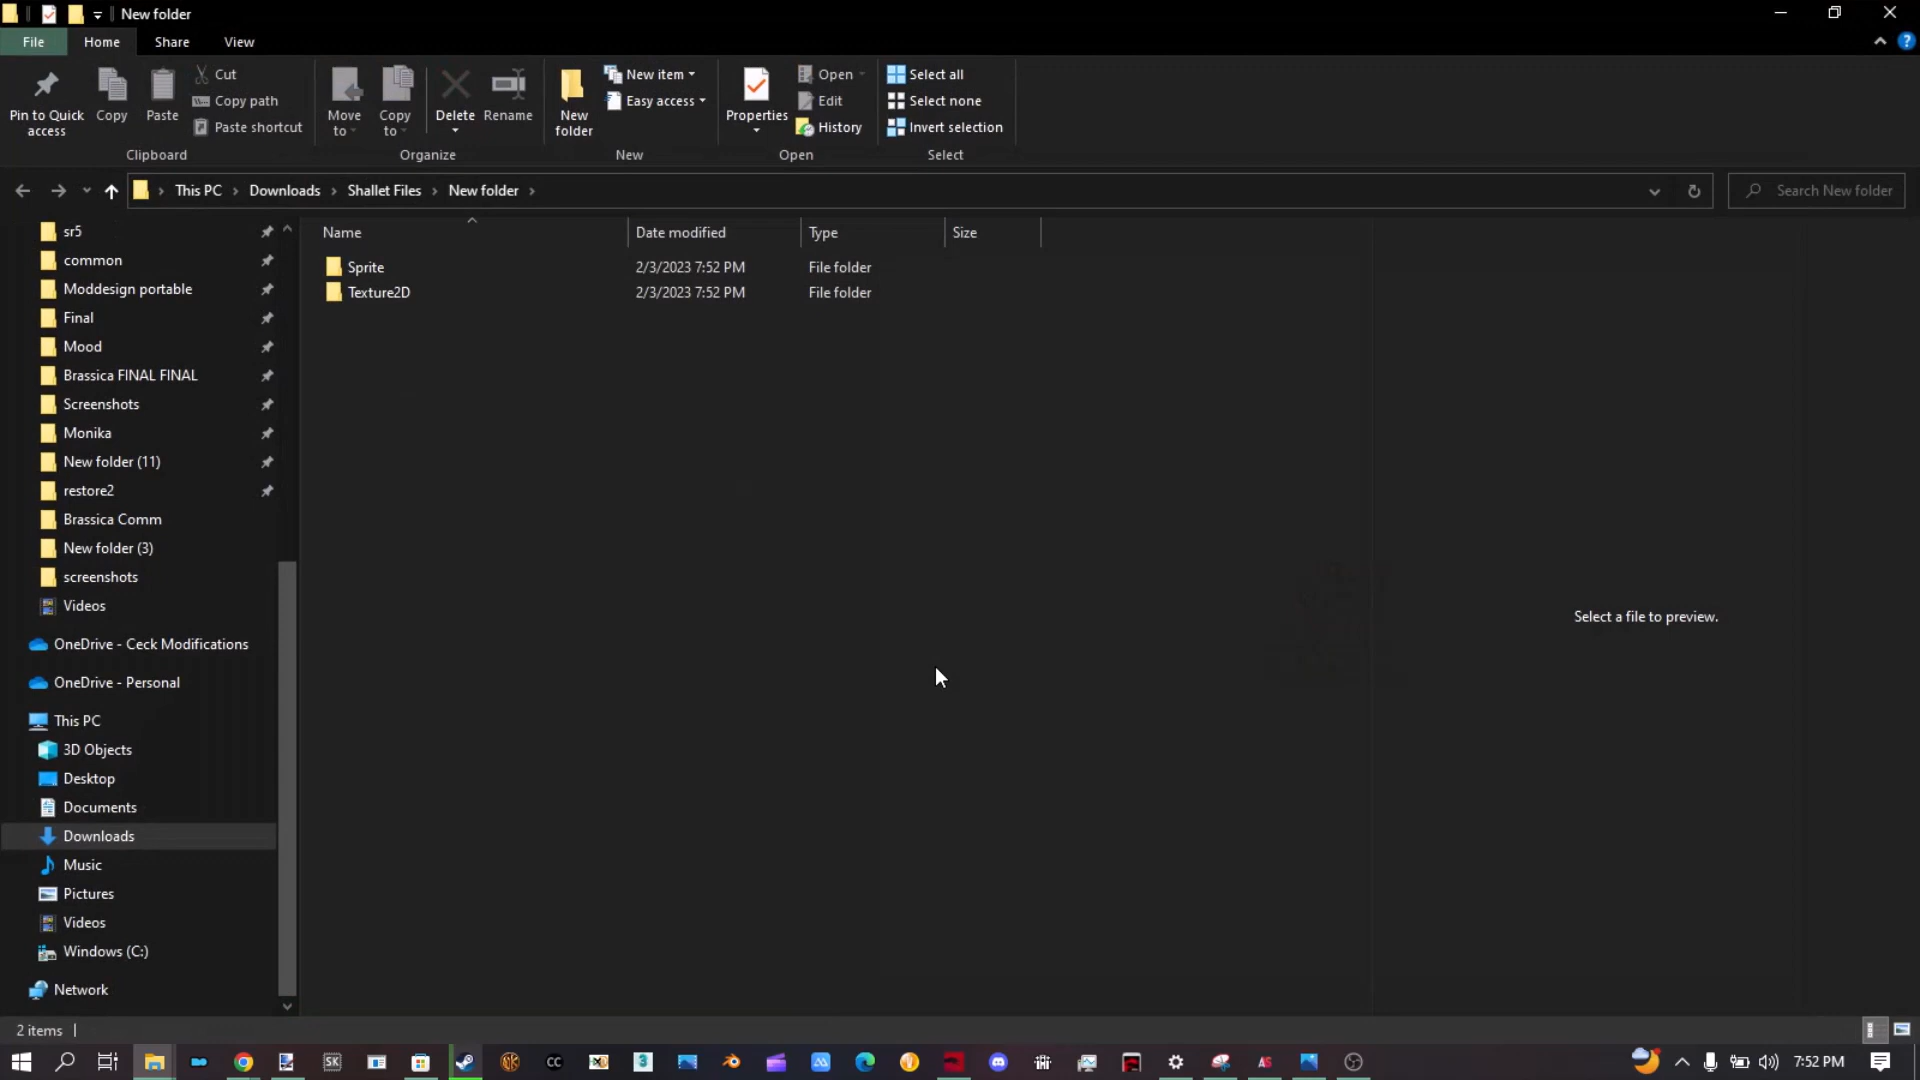 New folder
File Home Share View
Pin to Quick access
Copy
Paste
Cut
Copy path
Paste shortcut
Clipboard
Move to
Copy to
Delete
Rename
Organize
New folder
New item
Easy access
New
Properties
Open
Edit
History
Open
Select all
Select none
Invert selection
Select
This PC > Downloads > Shallet Files > New folder >
Search New folder
sr5
common
Moddesign portable
Final
Mood
Brassica FINAL FINAL
Screenshots
Monika
New folder (11)
restore2
Brassica Comm
New folder (3)
screenshots
Videos
OneDrive - Ceck Modifications
OneDrive - Personal
This PC
3D Objects
Desktop
Documents
Downloads
Music
Pictures
Videos
Windows (C:)
Network
Name Date modified Type Size
Sprite 2/3/2023 7:52 PM File folder
Texture2D 2/3/2023 7:52 PM File folder
Select a file to preview.
2 items
SK
CC
3
AS
7:52 PM